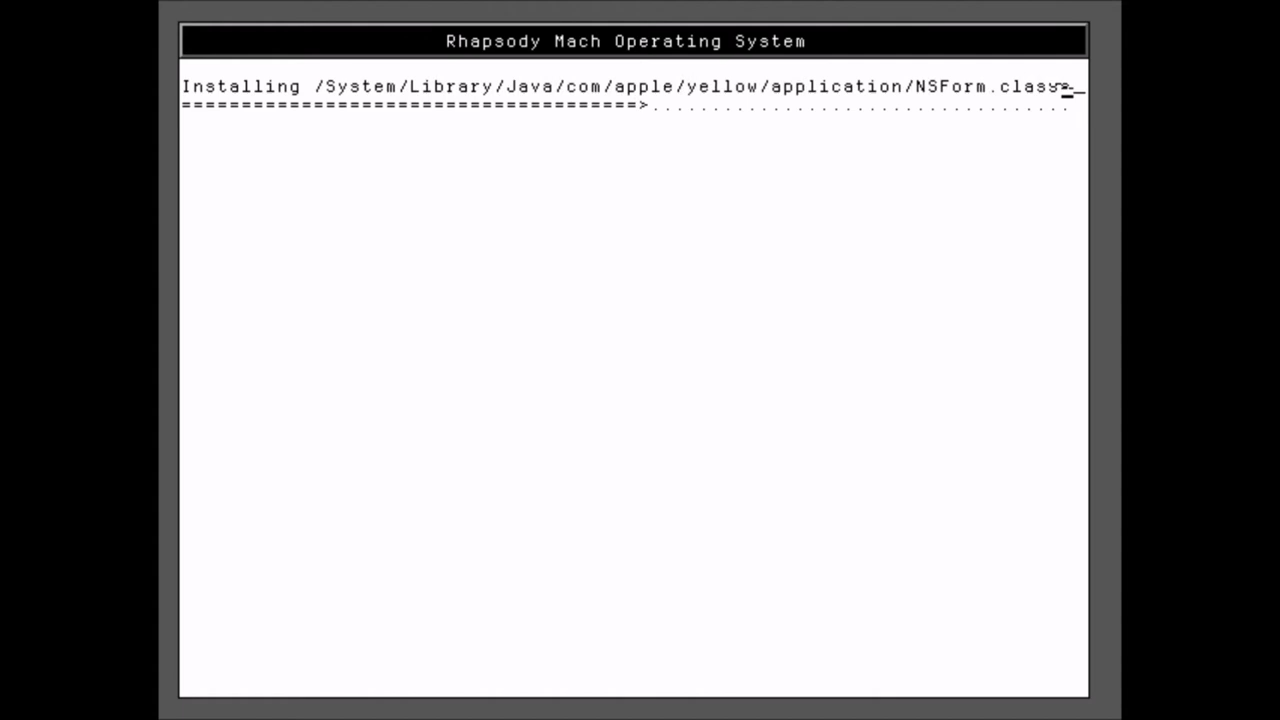 Rhapsody Mach Operating System
Installing /System/Library/Java/com/apple/yellow/application/NSForm.class
======================================>...................................